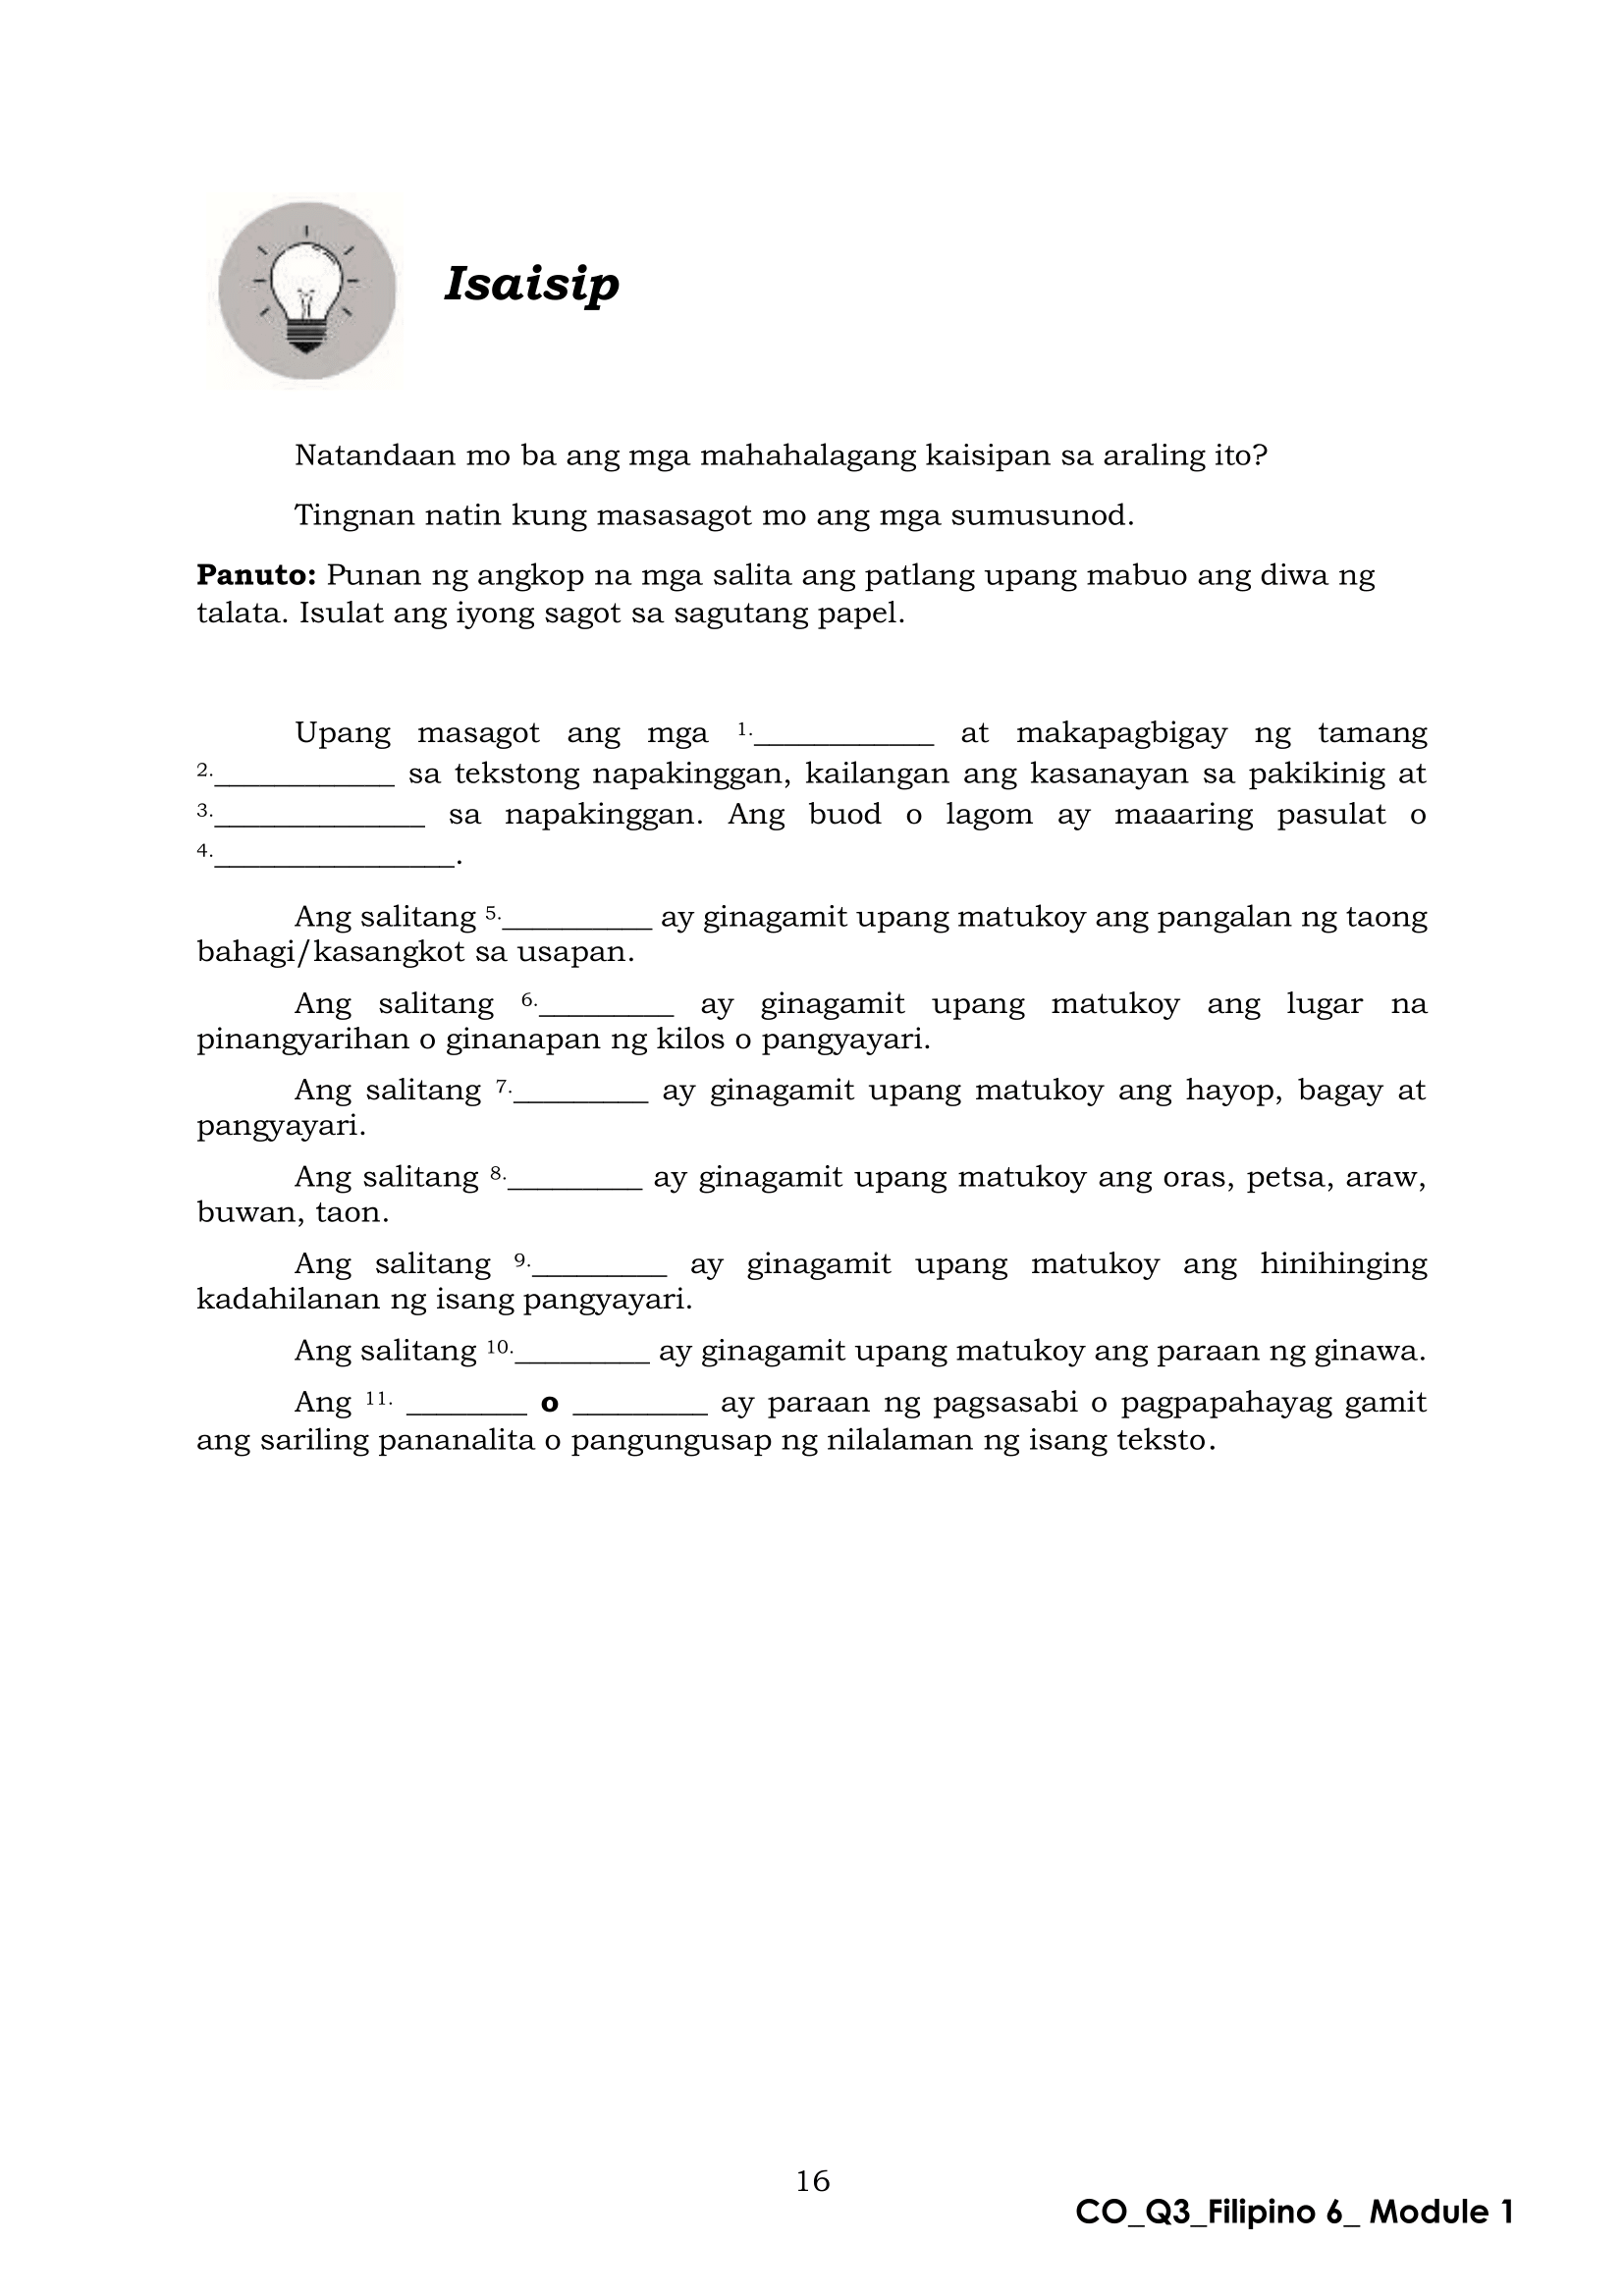 Isaisip
Natandaan mo ba ang mga mahahalagang kaisipan sa araling ito?
Tingnan natin kung masasagot mo ang mga sumusunod.
Panuto: Punan ng angkop na mga salita ang patlang upang mabuo ang diwa ng
talata. Isulat ang iyong sagot sa sagutang papel.
Upang masagot ang mga 1.____________ at makapagbigay ng tamang
2.____________ sa tekstong napakinggan, kailangan ang kasanayan sa pakikinig at
3.______________ sa napakinggan. Ang buod o lagom ay maaaring pasulat o
4.________________.
Ang salitang 5.__________ ay ginagamit upang matukoy ang pangalan ng taong
bahagi/kasangkot sa usapan.
Ang salitang 6._________ ay ginagamit upang matukoy ang lugar na
pinangyarihan o ginanapan ng kilos o pangyayari.
Ang salitang 7._________ ay ginagamit upang matukoy ang hayop, bagay at
pangyayari.
Ang salitang 8._________ ay ginagamit upang matukoy ang oras, petsa, araw,
buwan, taon.
Ang salitang 9._________ ay ginagamit upang matukoy ang hinihinging
kadahilanan ng isang pangyayari.
Ang salitang 10._________ ay ginagamit upang matukoy ang paraan ng ginawa.
Ang 11. ________ o _________ ay paraan ng pagsasabi o pagpapahayag gamit
ang sariling pananalita o pangungusap ng nilalaman ng isang teksto.
16
CO_Q3_Filipino 6_ Module 1